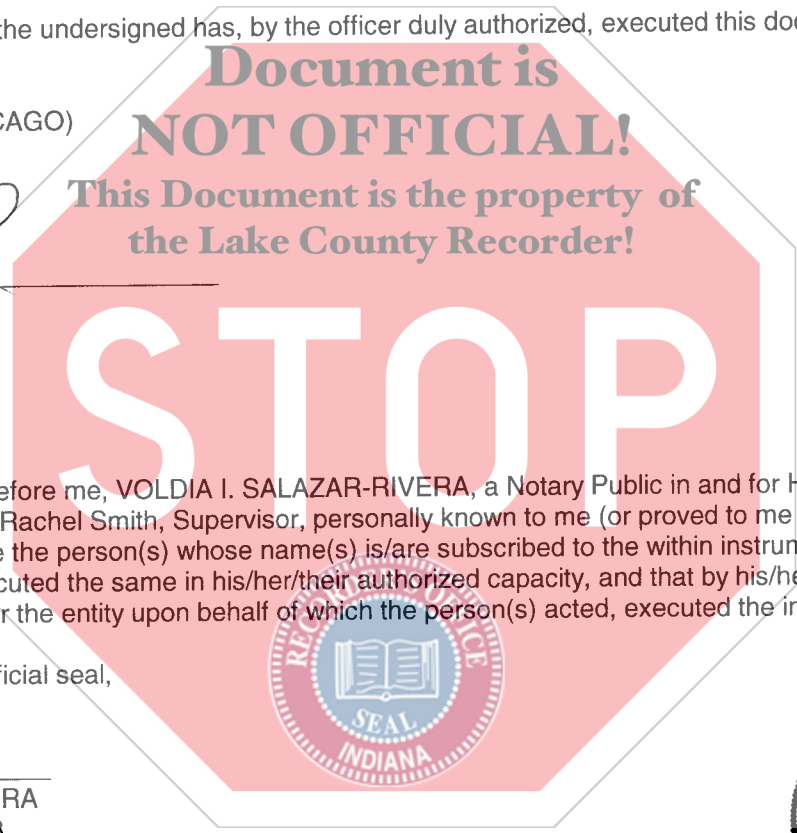 the undersigned has, by the officer duly authorized, executed this doc
Document is
CAGO)
NOT OFFICIAL!
This Document is the property of
the Lake County Recorder!
STOP
efore me, VOLDIA I. SALAZAR-RIVERA, a Notary Public in and for H
Rachel Smith, Supervisor, personally known to me (or proved to me
e the person(s) whose name(s) is/are subscribed to the within instrum
cuted the same in his/her/their authorized capacity, and that by his/he
r the entity upon behalf of which the person(s) acted, executed the in
RECORDER'S OFFICE
ficial seal,
SEAL
INDIANA
RA